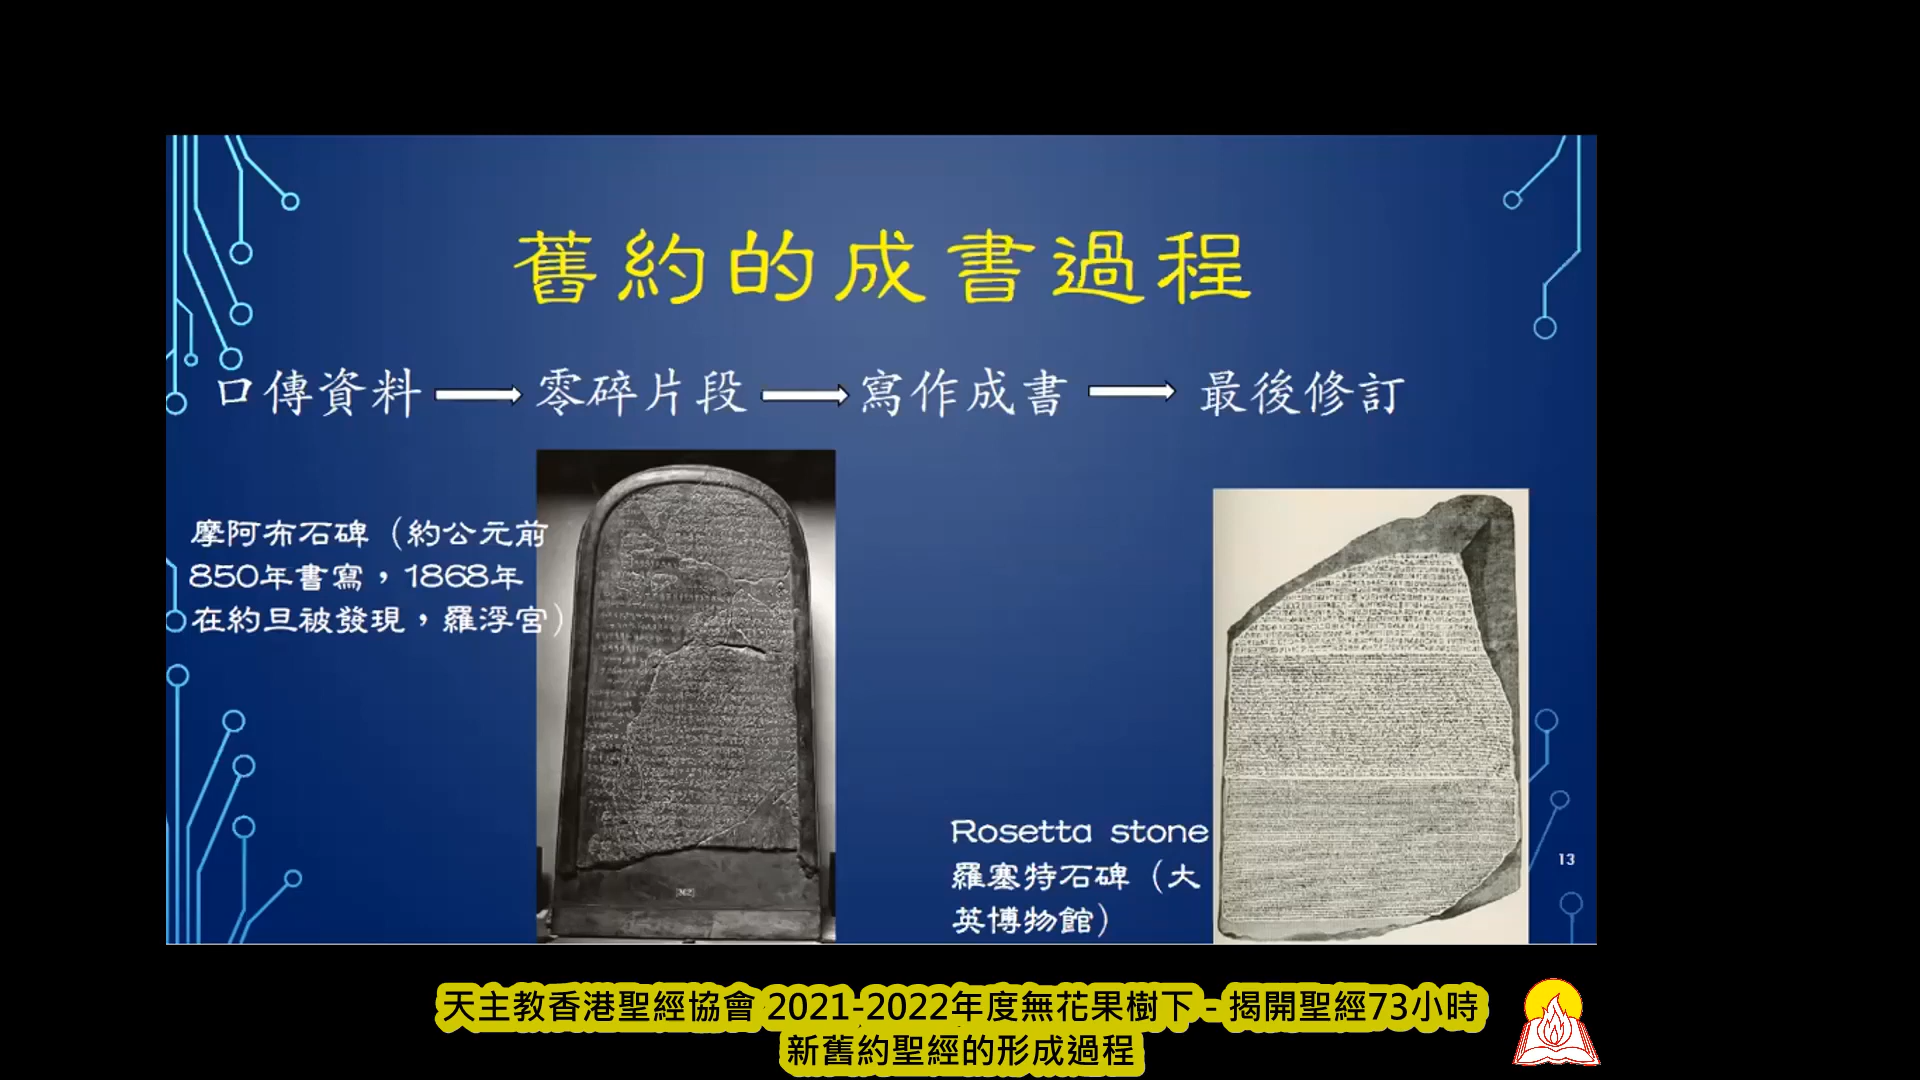 舊約的成書過程
口傳資料 零碎片段 寫作成書 最後修訂
摩阿布石碑（約公元前
850年書寫，1868年
在約旦被發現，羅浮宮）
Rosetta stone
羅塞特石碑（大
英博物館）
13
天主教香港聖經協會 2021-2022年度無花果樹下 - 揭開聖經73小時
新舊約聖經的形成過程